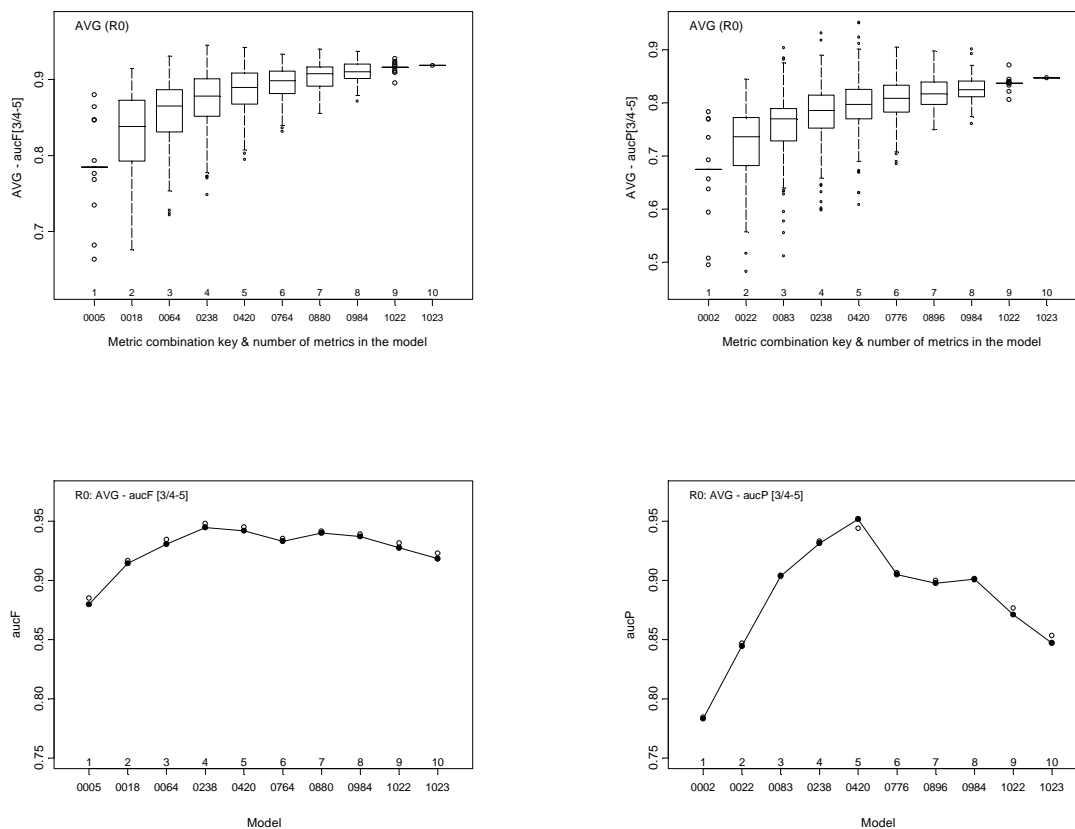 AVG (R0)
AVG - aucF[3/4-5]
0.9
0.8
0.7
1 2 3 4 5 6 7 8 9 10
0005 0018 0064 0238 0420 0764 0880 0984 1022 1023
Metric combination key & number of metrics in the model
AVG (R0)
AVG - aucP[3/4-5]
0.9
0.8
0.7
0.6
0.5
1 2 3 4 5 6 7 8 9 10
0002 0022 0083 0238 0420 0776 0896 0984 1022 1023
Metric combination key & number of metrics in the model
R0: AVG - aucF [3/4-5]
aucF
0.95
0.90
0.85
0.80
0.75
1 2 3 4 5 6 7 8 9 10
0005 0018 0064 0238 0420 0764 0880 0984 1022 1023
Model
R0: AVG - aucP [3/4-5]
aucP
0.95
0.90
0.85
0.80
0.75
1 2 3 4 5 6 7 8 9 10
0002 0022 0083 0238 0420 0776 0896 0984 1022 1023
Model